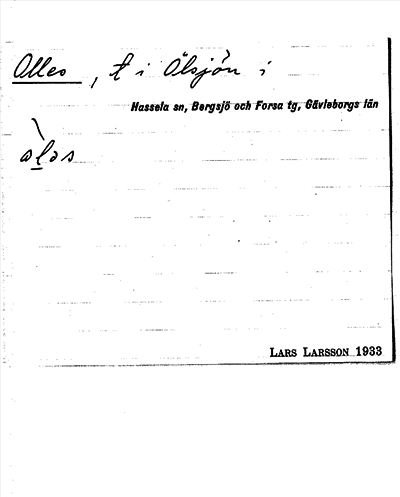 Olles, t i Ölsjön i
Hassela sn, Bergsjö och Forsa tg, Gävleborgs län
LARS LARSSON 1933